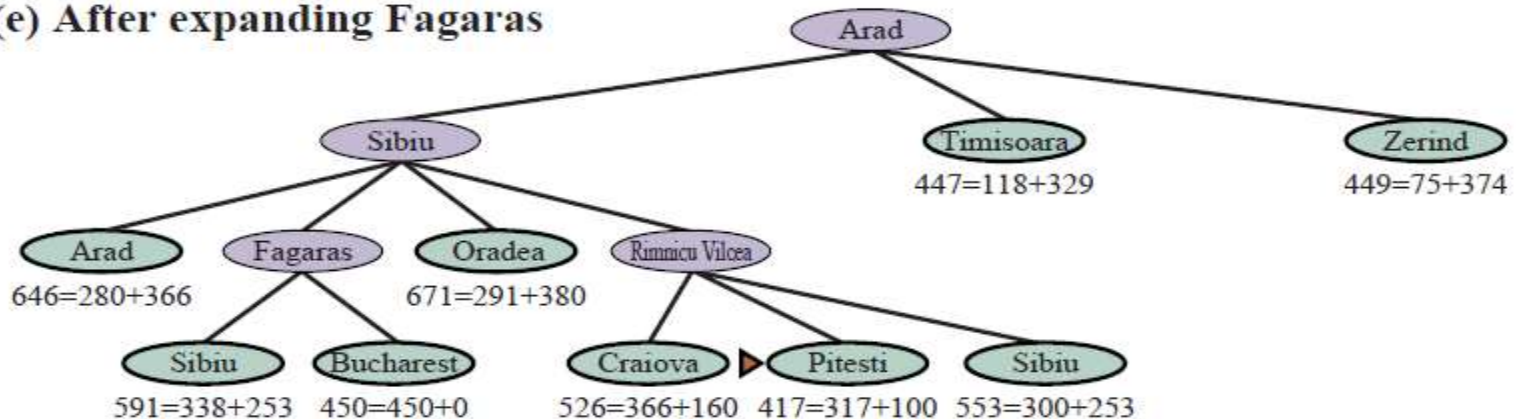 (e) After expanding Fagaras
Arad
Sibiu
Timisoara
Zerind
447=118+329
449=75+374
Arad
Fagaras
Oradea
Rimnicu Vilcea
646=280+366
671=291+380
Sibiu
Bucharest
Craiova
Pitesti
Sibiu
591=338+253
450=450+0
526=366+160
417=317+100
553=300+253